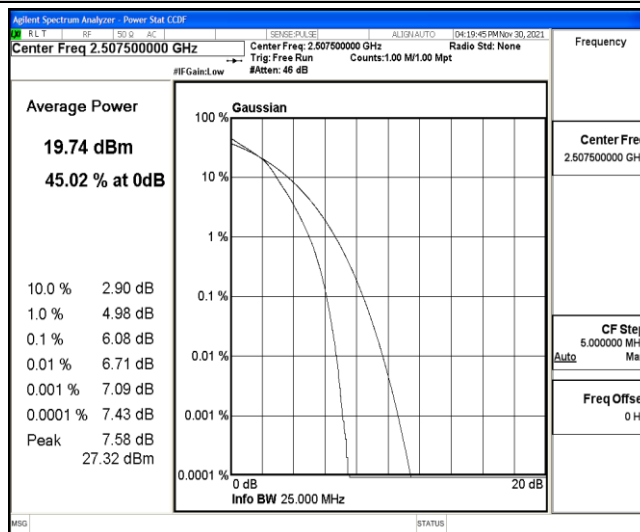 Agilent Spectrum Analyzer - Power Stat CCDF
RLT RF 50 Ω AC SENSE:PULSE ALIGNAUTO 04:19:45 PM Nov 30, 2021
Center Freq 2.507500000 GHz
Center Freq: 2.507500000 GHz Radio Std: None
Trig: Free Run Counts:1.00 M/1.00 Mpt
#IFGain:Low #Atten: 46 dB
Frequency
Average Power
19.74 dBm
45.02 % at 0dB
10.0 % 2.90 dB
1.0 % 4.98 dB
0.1 % 6.08 dB
0.01 % 6.71 dB
0.001 % 7.09 dB
0.0001 % 7.43 dB
Peak 7.58 dB
27.32 dBm
Gaussian
100 %
10 %
1 %
0.1 %
0.01 %
0.001 %
0.0001 %
0 dB 20 dB
Info BW 25.000 MHz
Center Fre
2.507500000 GH
CF Step
5.000000 MH
Auto Ma
Freq Offse
0 H
MSG STATUS